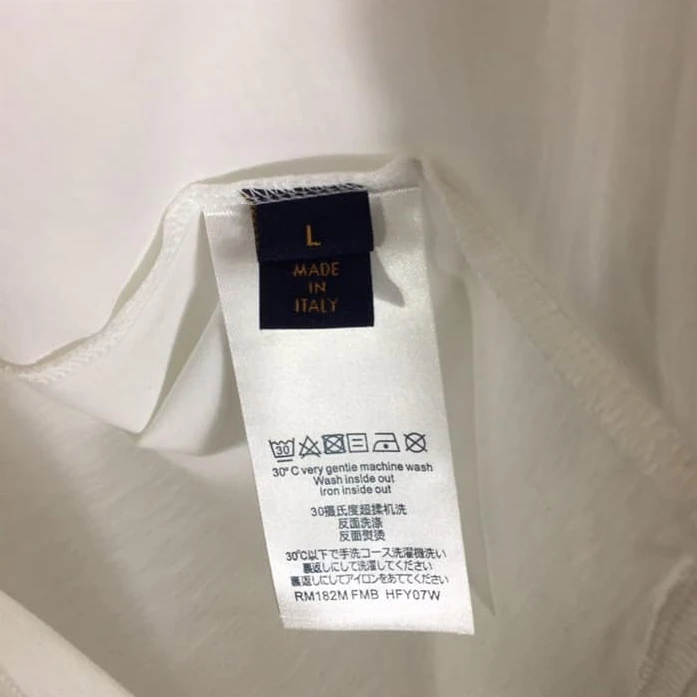 L
MADE
IN
ITALY
30
30°C very gentle machine wash
Wash inside out
Iron inside out
30摄氏度超揉机洗
反面洗涤
反面熨烫
30℃以下で手洗コース洗濯機洗い
裏返しにして洗濯してください
裏返しにしてアイロンをあててください
RM182M FMB HFY07W